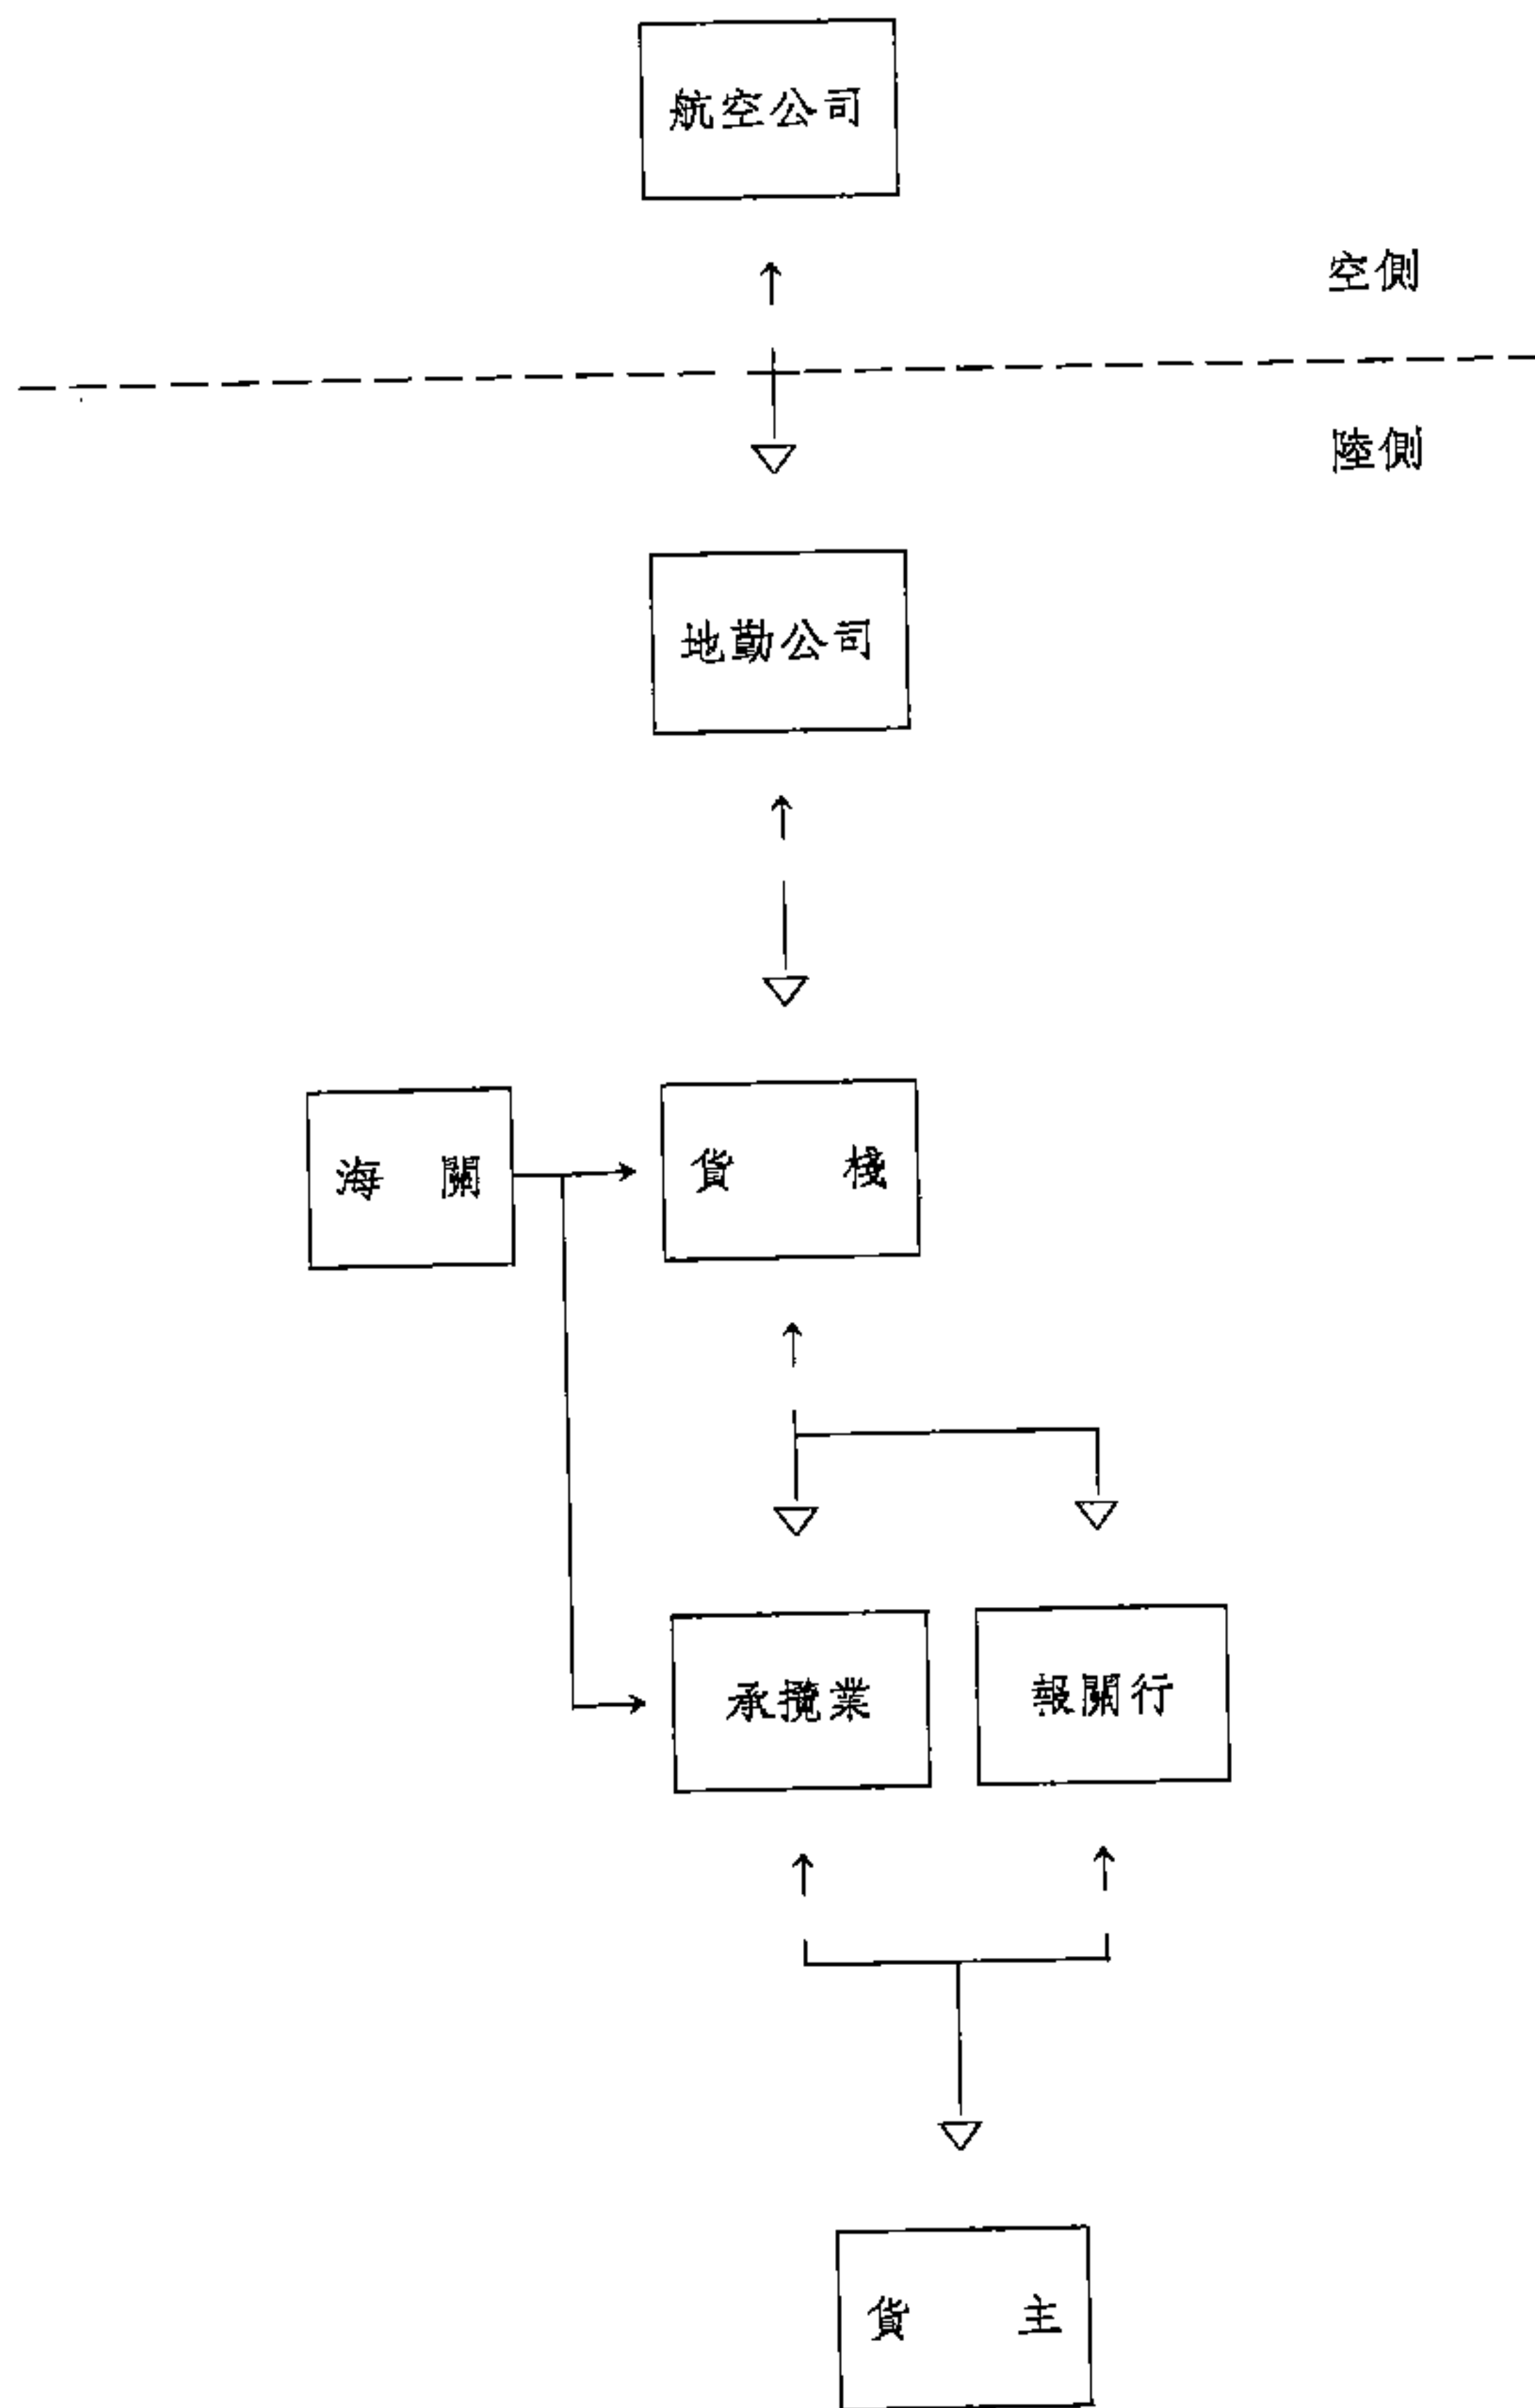 航空公司
空側
陸側
地勤公司
海關
貨棧
承攬業
報關行
貨主